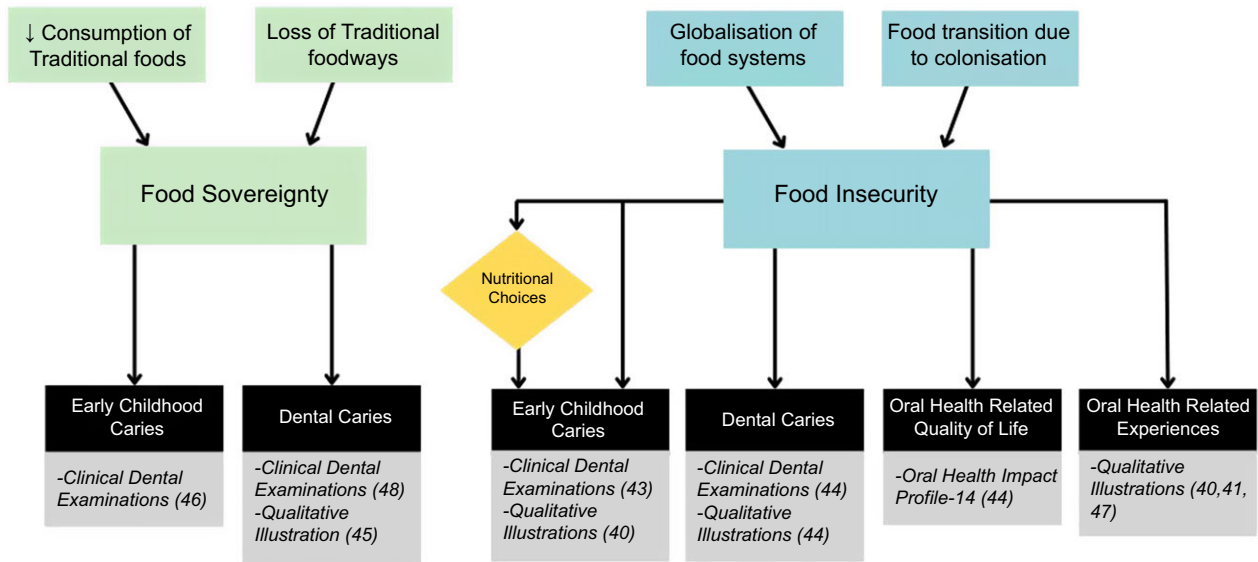 ↓ Consumption of
Traditional foods
Loss of Traditional
foodways
Globalisation of
food systems
Food transition due
to colonisation
Food Sovereignty
Food Insecurity
Nutritional
Choices
Early Childhood
Caries
-Clinical Dental
Examinations (46)
Dental Caries
-Clinical Dental
Examinations (48)
-Qualitative
Illustration (45)
Early Childhood
Caries
-Clinical Dental
Examinations (43)
-Qualitative
Illustrations (40)
Dental Caries
-Clinical Dental
Examinations (44)
-Qualitative
Illustrations (44)
Oral Health Related
Quality of Life
-Oral Health Impact
Profile-14 (44)
Oral Health Related
Experiences
-Qualitative
Illustrations (40,41,
47)